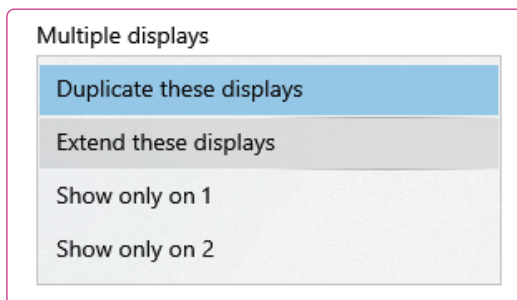 Multiple displays
Duplicate these displays
Extend these displays
Show only on 1
Show only on 2